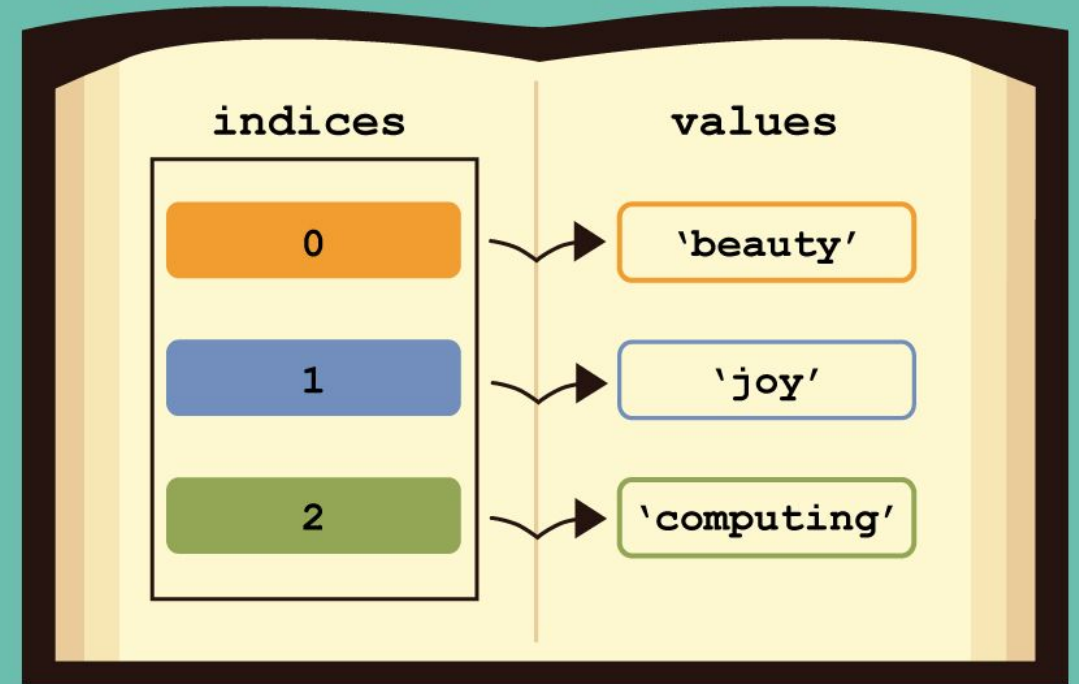 indices values
0 ‘beauty’
1 ‘joy’
2 ‘computing’